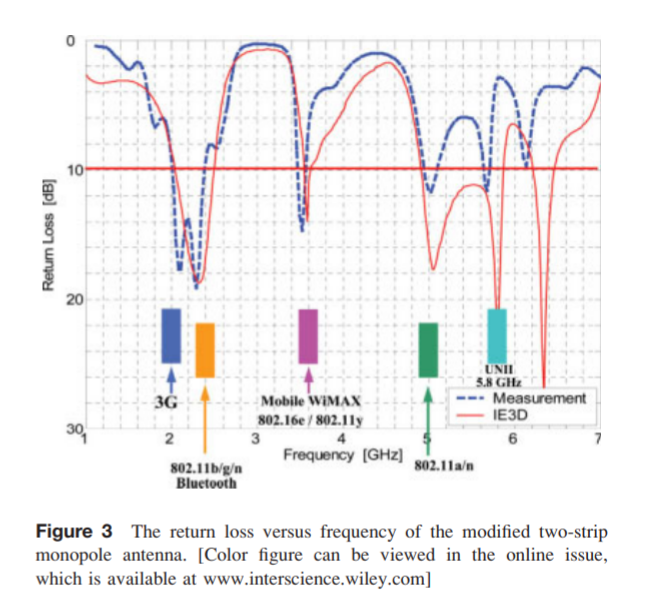 0
10
20
30
Return Loss [dB]
1
2
3
4
5
6
7
Frequency [GHz]
3G
802.11b/g/n
Bluetooth
Mobile WiMAX
802.16e / 802.11y
802.11a/n
UNII
5.8 GHz
Measurement
IE3D
Figure 3 The return loss versus frequency of the modified two-strip
monopole antenna. [Color figure can be viewed in the online issue,
which is available at www.interscience.wiley.com]